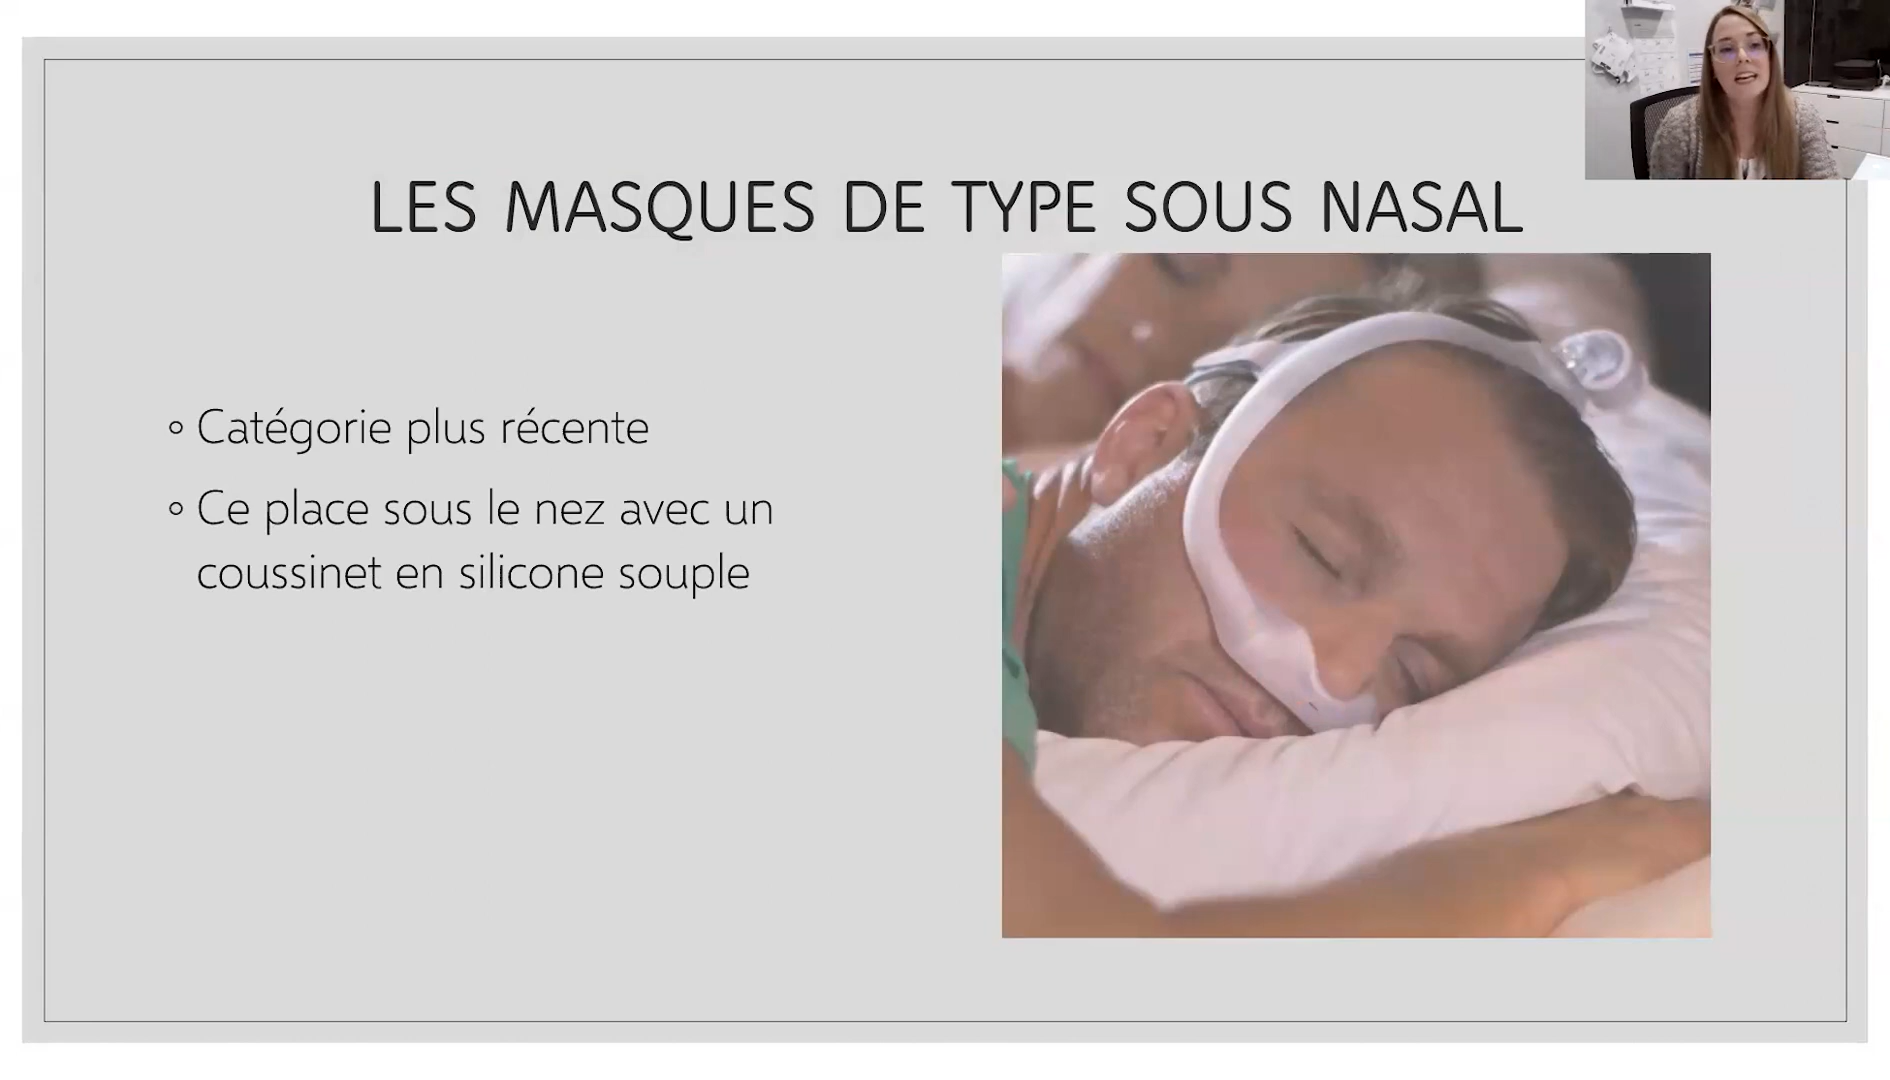 LES MASQUES DE TYPE SOUS NASAL
◦ Catégorie plus récente
◦ Ce place sous le nez avec un
coussinet en silicone souple